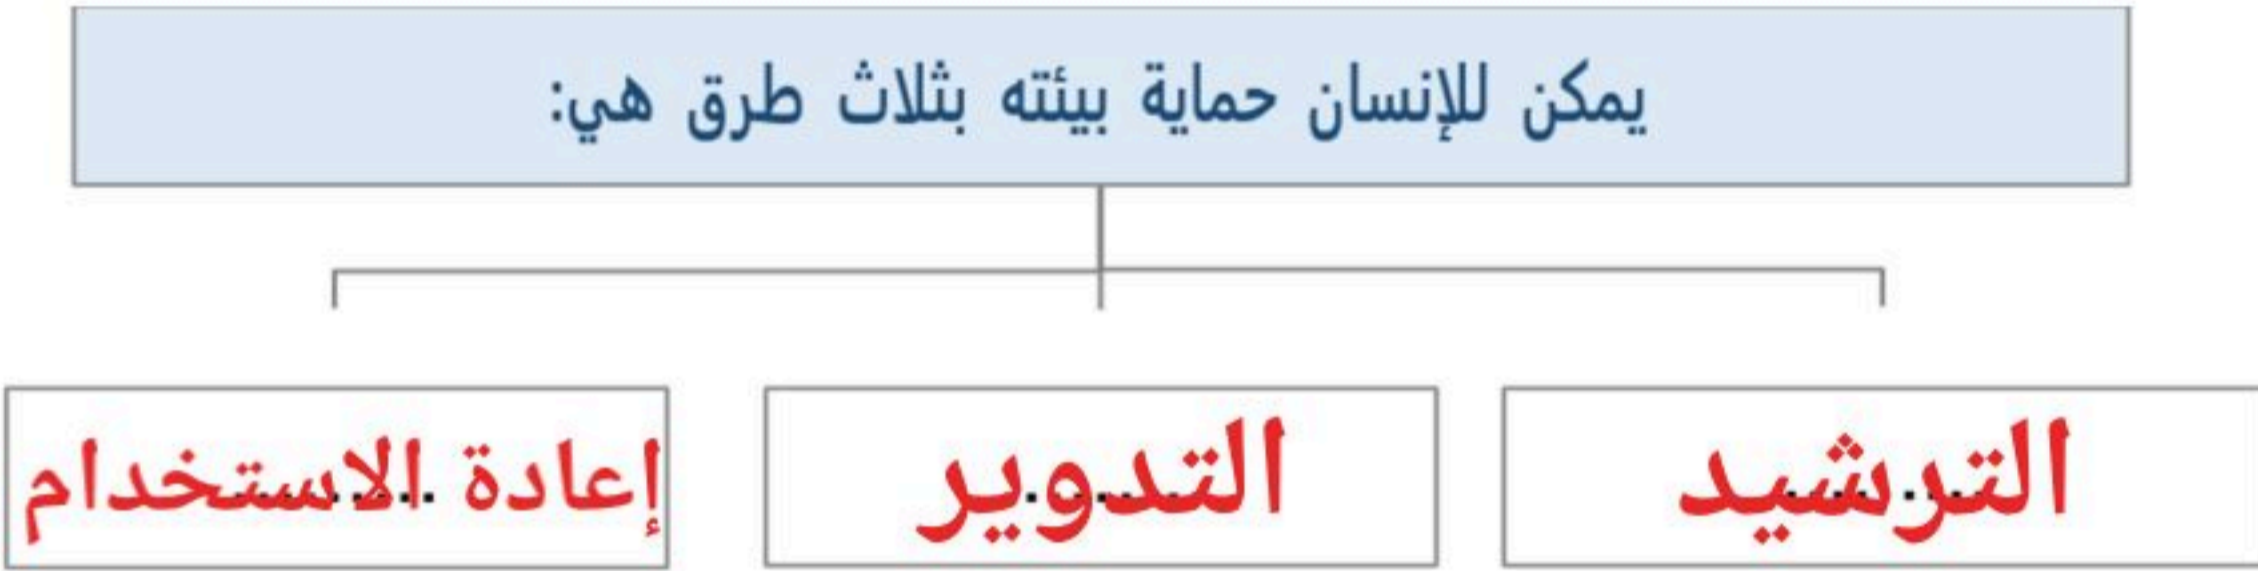 يمكن للإنسان حماية بيئته بثلاث طرق هي:
الترشيد
التدوير
إعادة الاستخدام